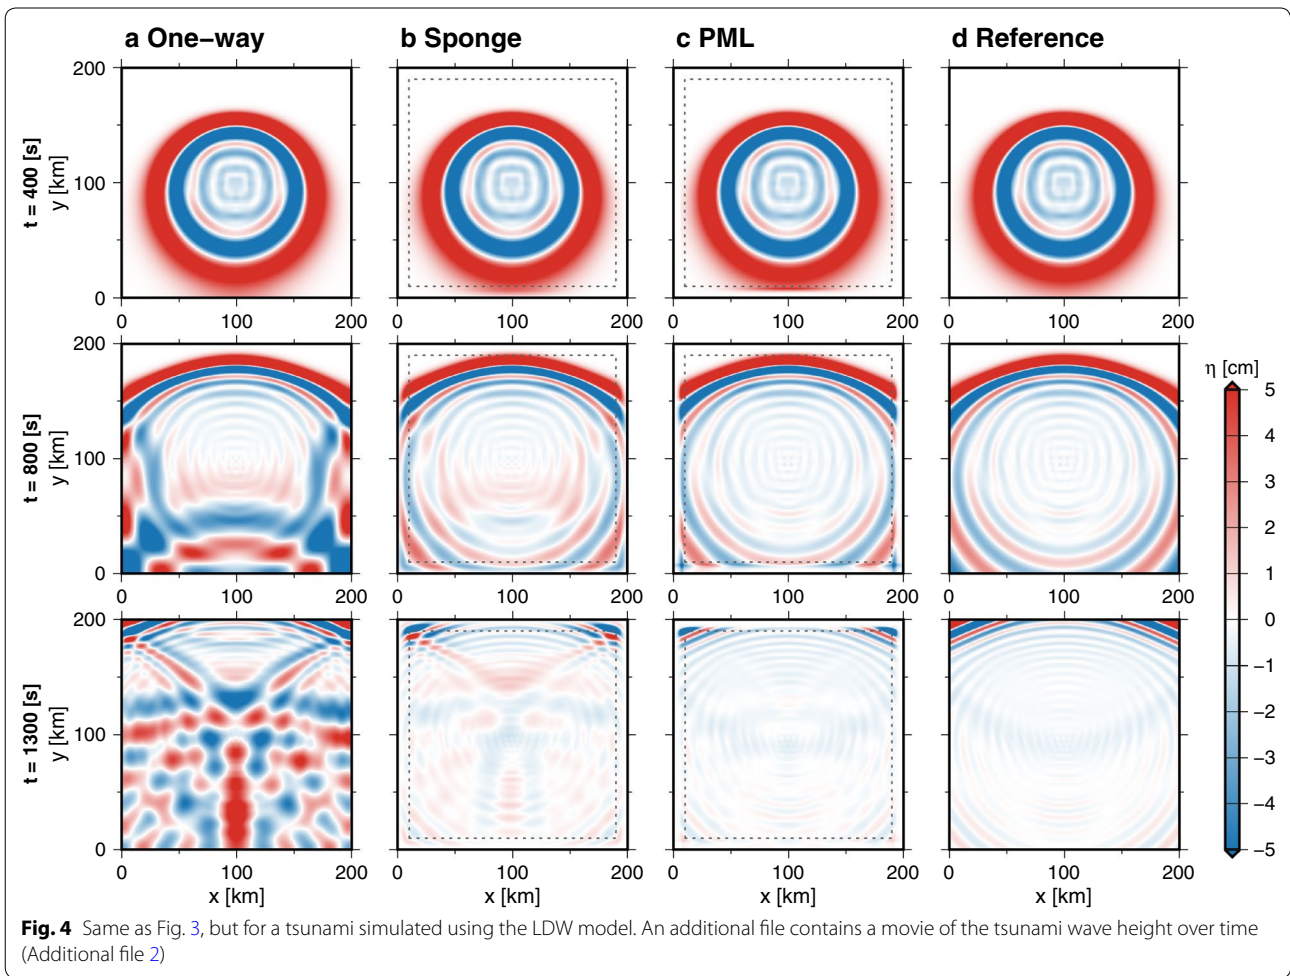 a One–way
b Sponge
c PML
d Reference
t = 400 [s]
y [km]
200
100
0
0 100 200
0 100 200
0 100 200
0 100 200
t = 800 [s]
y [km]
200
100
0
0 100 200
0 100 200
0 100 200
0 100 200
η [cm]
5
4
3
2
1
0
−1
−2
−3
−4
−5
t = 1300 [s]
y [km]
200
100
0
0 100 200
0 100 200
0 100 200
0 100 200
x [km]
x [km]
x [km]
x [km]
Fig. 4 Same as Fig. 3, but for a tsunami simulated using the LDW model. An additional file contains a movie of the tsunami wave height over time
(Additional file 2)